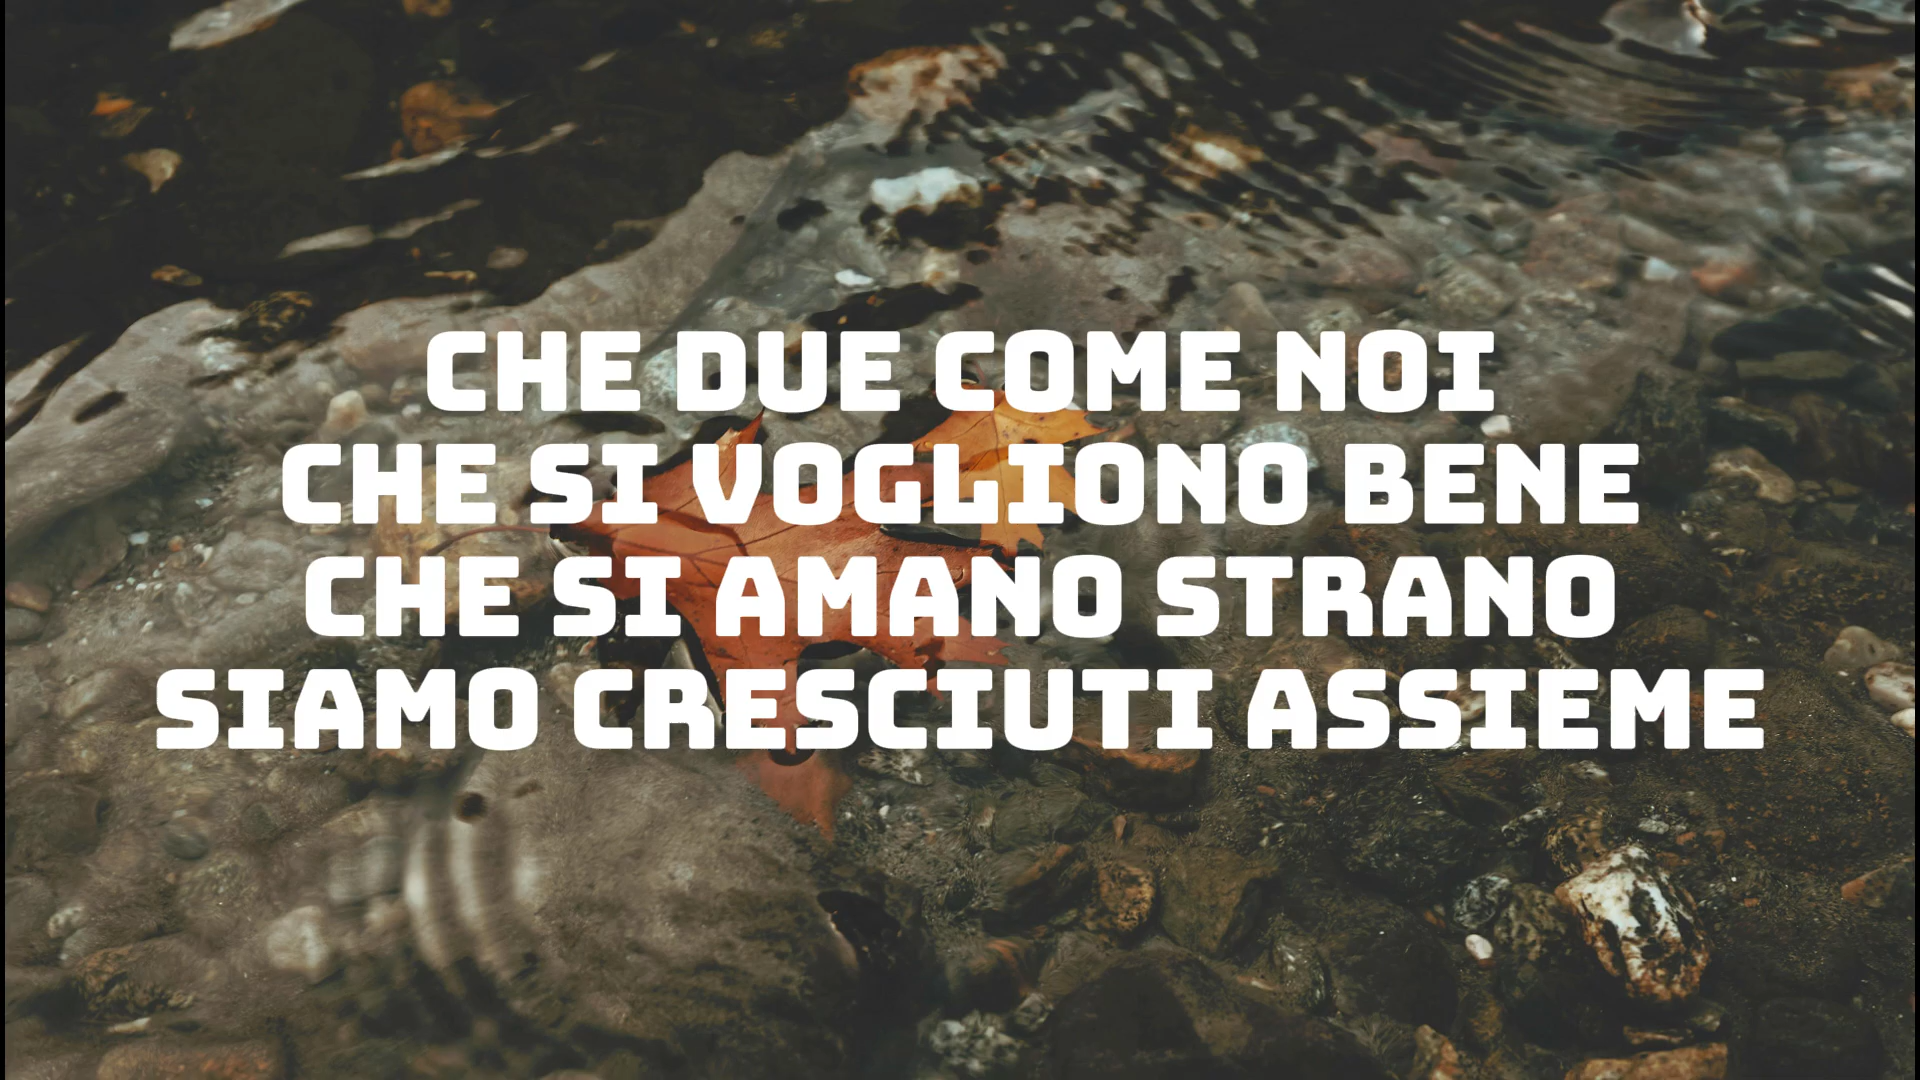 CHE DUE COME NOI
CHE SI VOGLIONO BENE
CHE SI AMANO STRANO
SIAMO CRESCIUTI ASSIEME